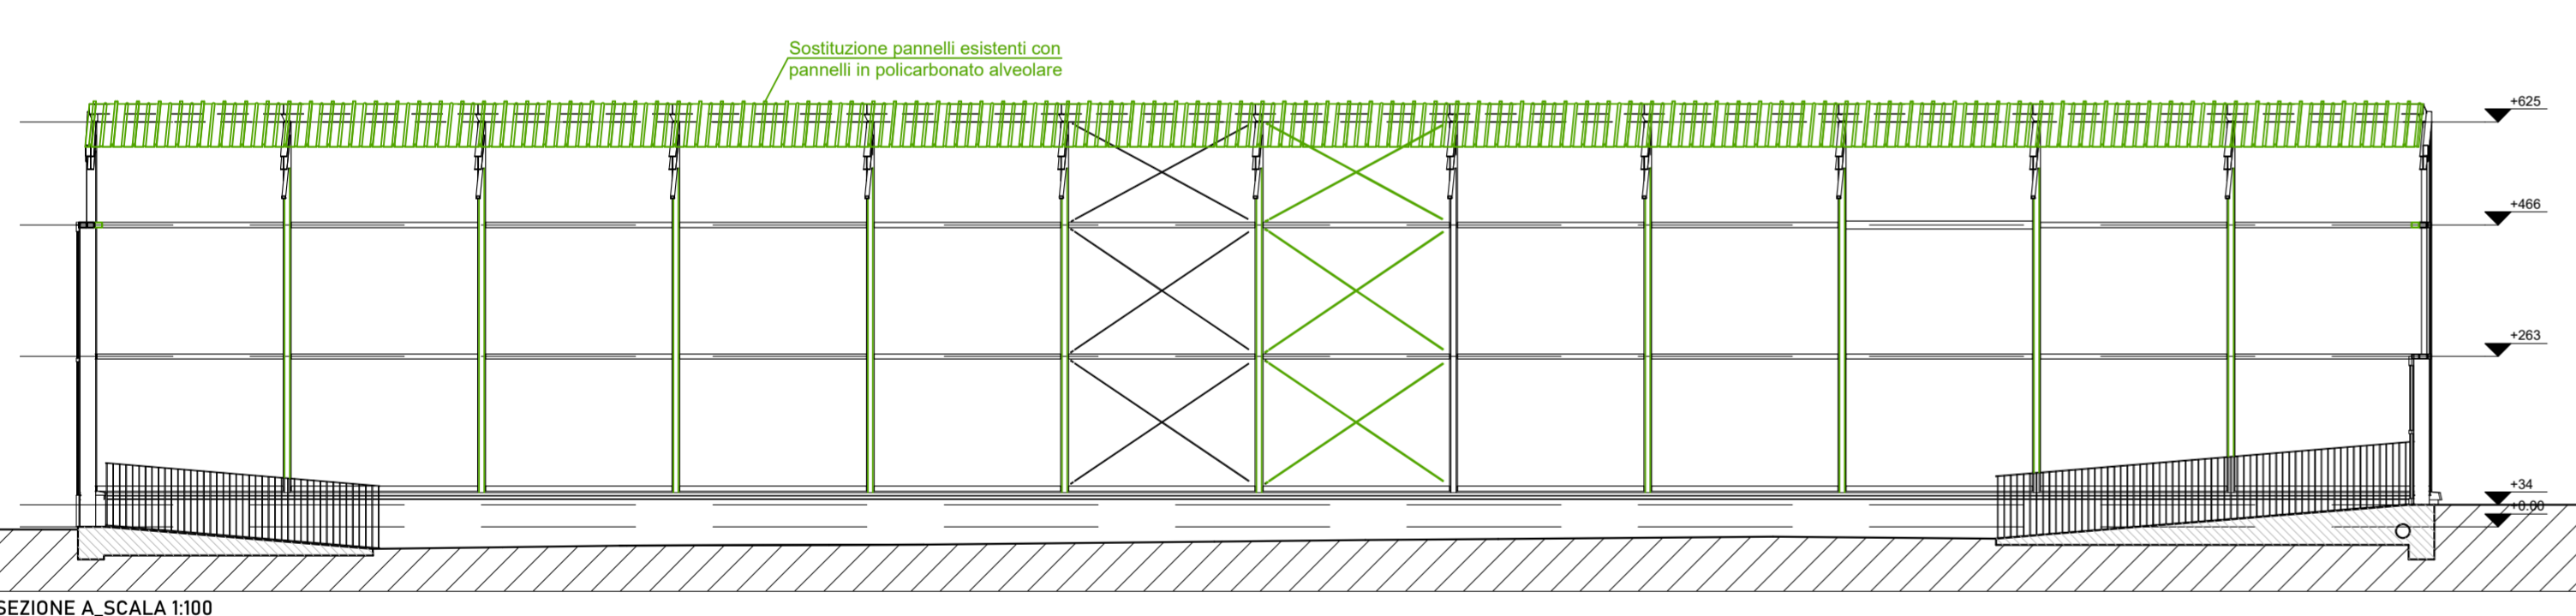 Sostituzione pannelli esistenti con
pannelli in policarbonato alveolare
+625
+466
+263
+34
+0.00
SEZIONE A_SCALA 1:100